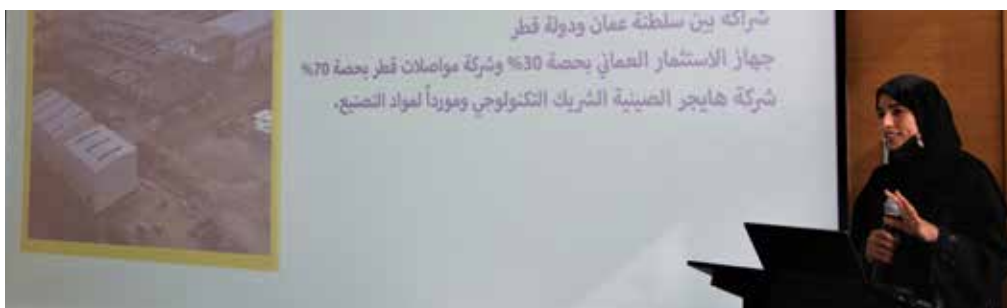 شراكة بين سلطنة عمان ودولة قطر
جهاز الاستثمار العماني بحصة 30% وشركة مواصلات قطر بحصة 70%
شركة هايجر الصينية الشريك التكنولوجي ومورداً لمواد التصنيع.